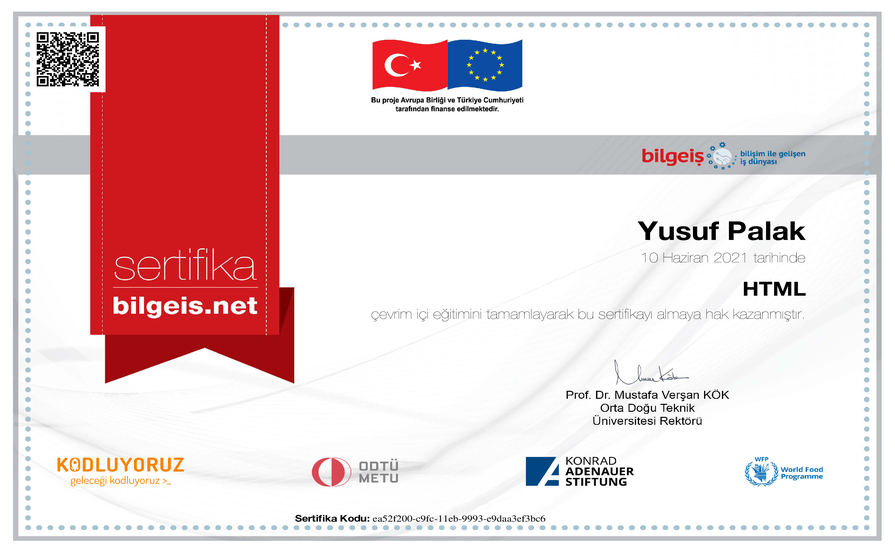 Bu proje Avrupa Birliği ve Türkiye Cumhuriyeti
tarafından finanse edilmektedir.
bilgeiş
bilişim ile gelişen
iş dünyası
sertifika
bilgeis.net
Yusuf Palak
10 Haziran 2021 tarihinde
HTML
çevrim içi eğitimini tamamlayarak bu sertifikayı almaya hak kazanmıştır.
Prof. Dr. Mustafa Verşan KÖK
Orta Doğu Teknik
Üniversitesi Rektörü
KODLUYORUZ
geleceği kodluyoruz >_
ODTÜ
METU
KONRAD
ADENAUER
STIFTUNG
WFP
World Food
Programme
Sertifika Kodu: ea52f200-c9fc-11eb-9993-e9daa3ef3bc6